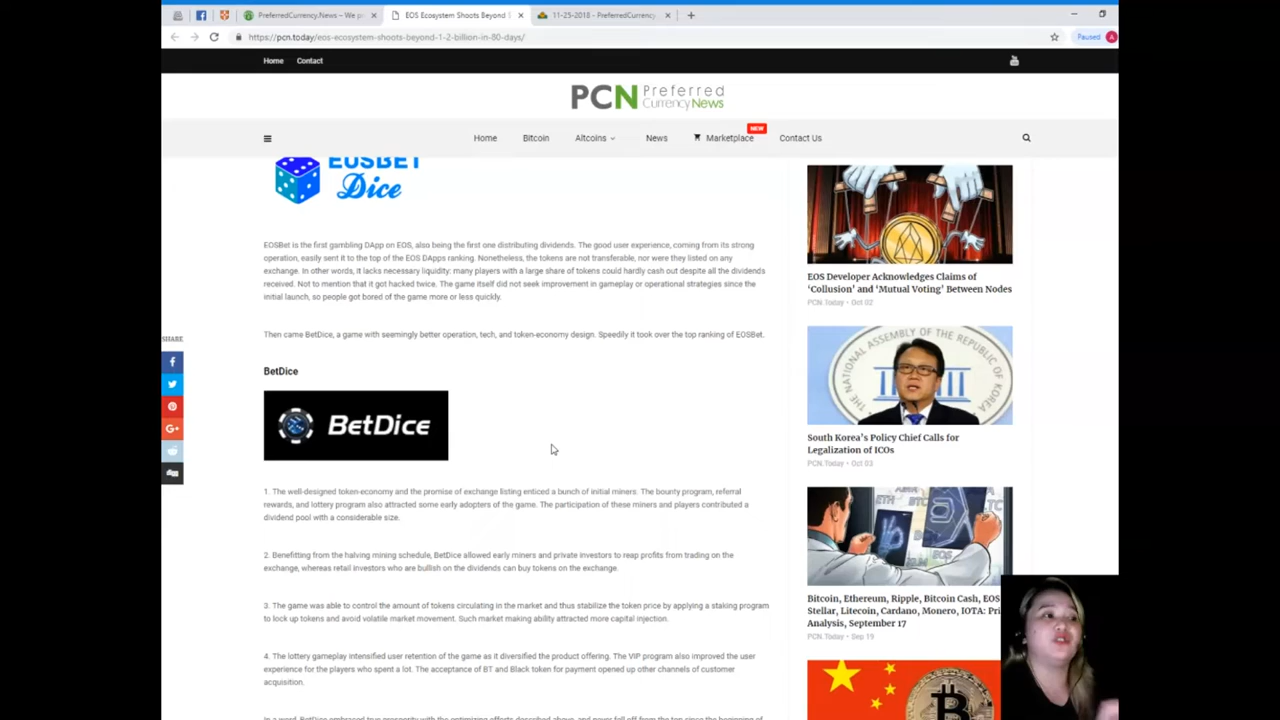 PreferredCurrency.News – We p
EOS Ecosystem Shoots Beyond
11-25-2018 - PreferredCurrency
https://pcn.today/eos-ecosystem-shoots-beyond-1-2-billion-in-80-days/
Paused
A
Home
Contact
PCN Preferred
Currency News
NEW
Home
Bitcoin
Altcoins
News
Marketplace
Contact Us
EOSBET
Dice
EOSBet is the first gambling DApp on EOS, also being the first one distributing dividends. The good user experience, coming from its strong
operation, easily sent it to the top of the EOS DApps ranking. Nonetheless, the tokens are not transferable, nor were they listed on any
exchange. In other words, it lacks necessary liquidity: many players with a large share of tokens could hardly cash out despite all the dividends
received. Not to mention that it got hacked twice. The game itself did not seek improvement in gameplay or operational strategies since the
initial launch, so people got bored of the game more or less quickly.
Then came BetDice, a game with seemingly better operation, tech, and token-economy design. Speedily it took over the top ranking of EOSBet.
SHARE
BetDice
BetDice
1. The well-designed token-economy and the promise of exchange listing enticed a bunch of initial miners. The bounty program, referral
rewards, and lottery program also attracted some early adopters of the game. The participation of these miners and players contributed a
dividend pool with a considerable size.
2. Benefitting from the halving mining schedule, BetDice allowed early miners and private investors to reap profits from trading on the
exchange, whereas retail investors who are bullish on the dividends can buy tokens on the exchange.
3. The game was able to control the amount of tokens circulating in the market and thus stabilize the token price by applying a staking program
to lock up tokens and avoid volatile market movement. Such market making ability attracted more capital injection.
4. The lottery gameplay intensified user retention of the game as it diversified the product offering. The VIP program also improved the user
experience for the players who spent a lot. The acceptance of BT and Black token for payment opened up other channels of customer
acquisition.
EOS Developer Acknowledges Claims of
‘Collusion’ and ‘Mutual Voting’ Between Nodes
PCN.Today • Oct 02
THE NATIONAL ASSEMBLY OF THE REPUBLIC OF KOREA
South Korea’s Policy Chief Calls for
Legalization of ICOs
PCN.Today • Oct 03
ETH
BCH
EOS
Bitcoin, Ethereum, Ripple, Bitcoin Cash, EOS
Stellar, Litecoin, Cardano, Monero, IOTA: Pri
Analysis, September 17
PCN.Today • Sep 19